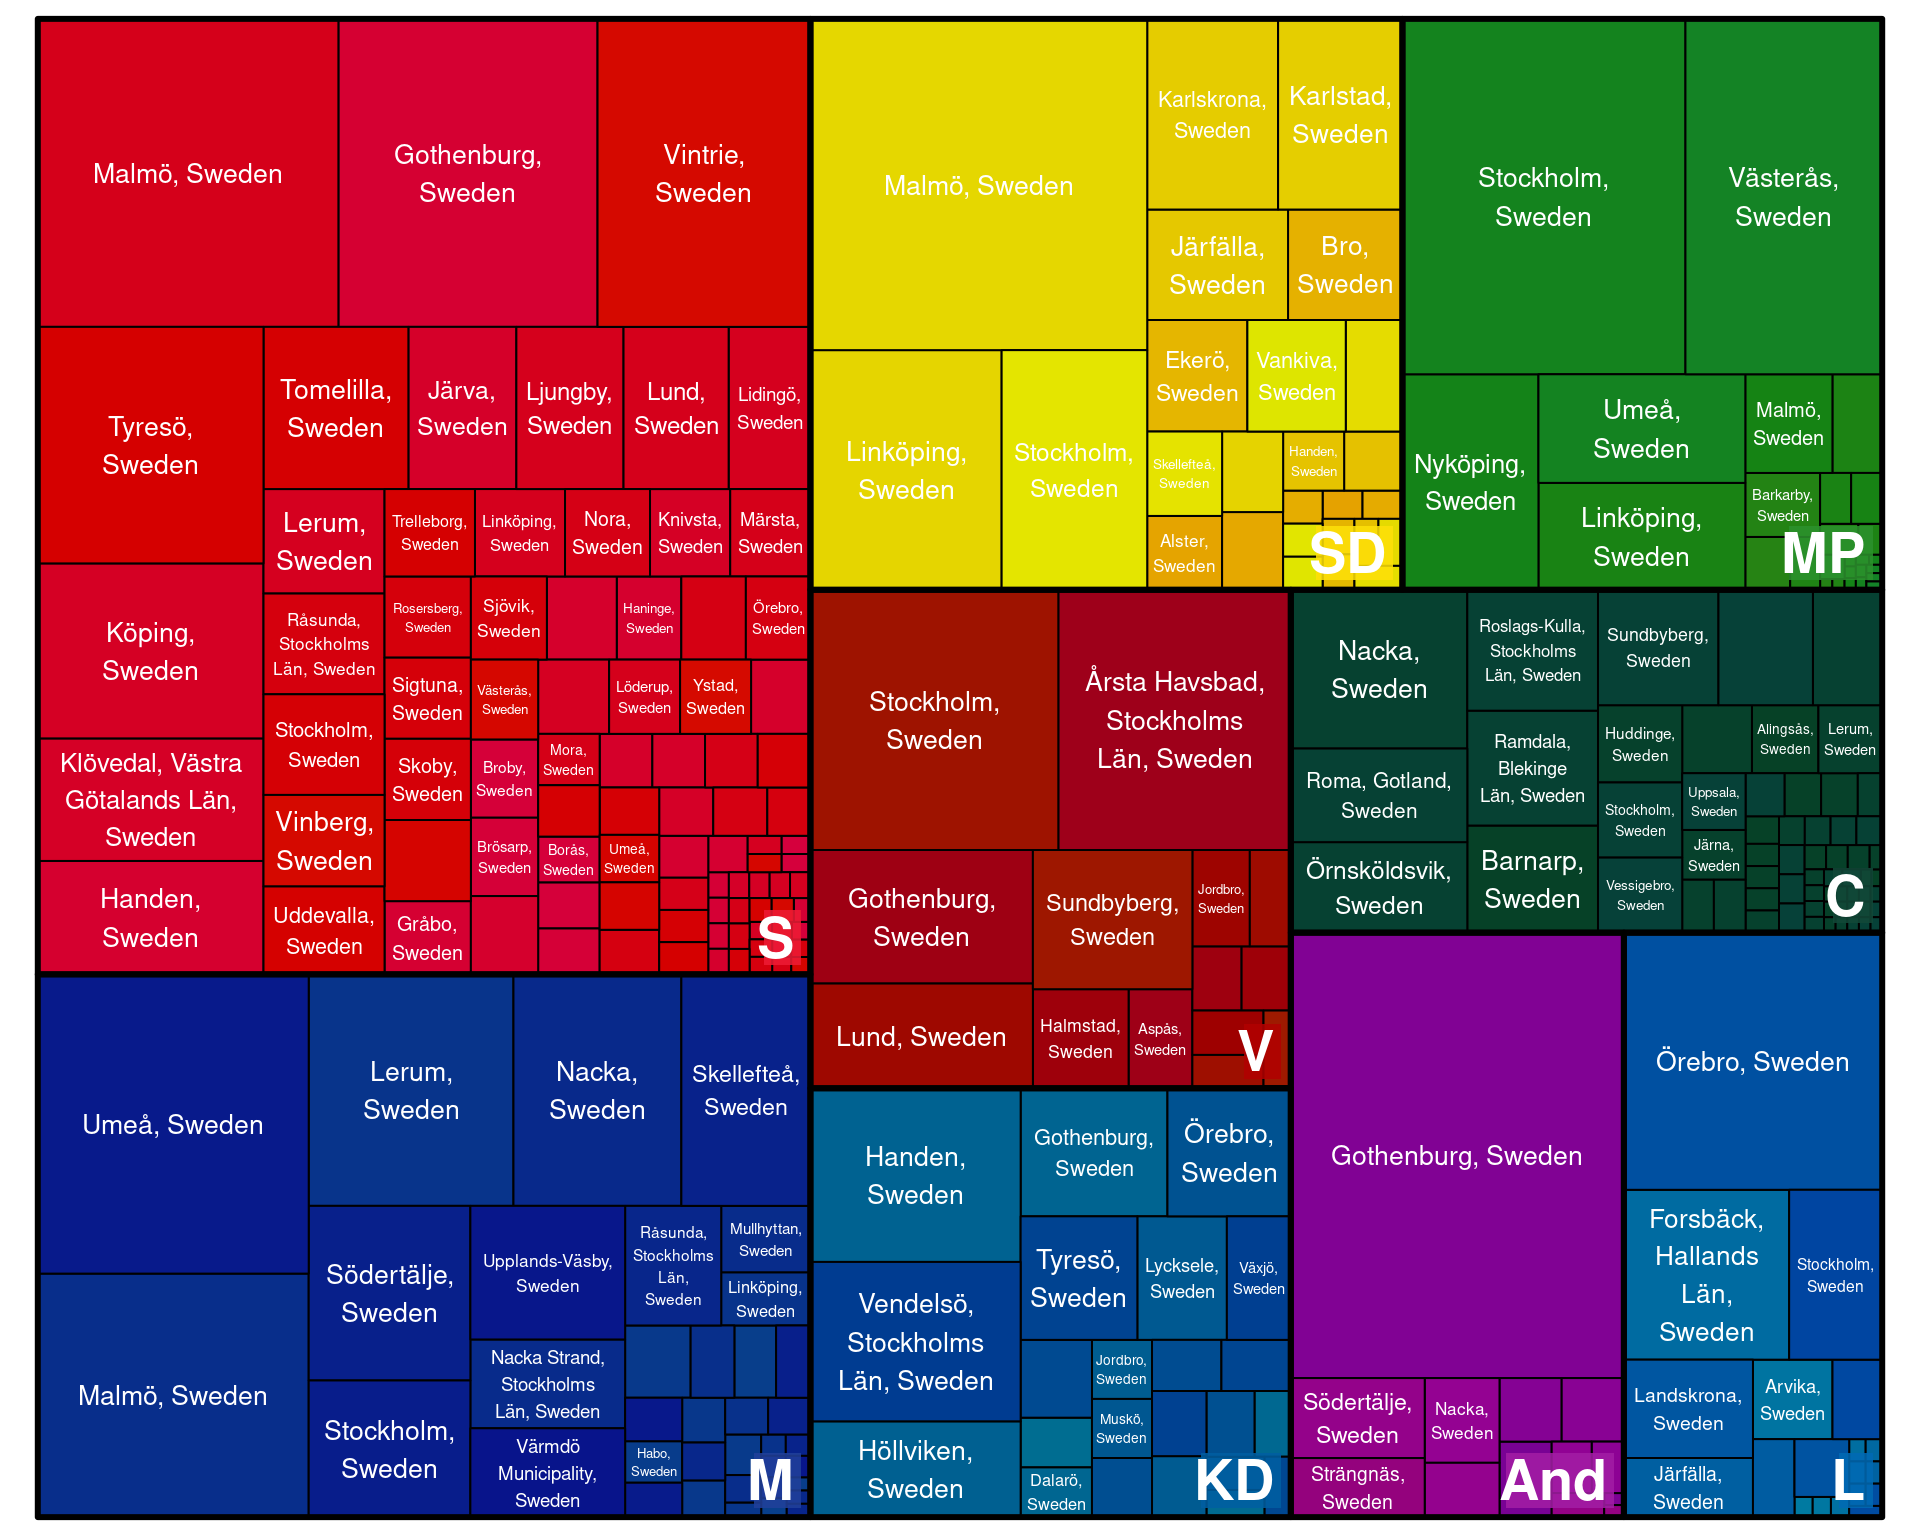 Malmö, Sweden
Gothenburg,
Sweden
Vintrie,
Sweden
Tyresö,
Sweden
Tomelilla,
Sweden
Järva,
Sweden
Ljungby,
Sweden
Lund,
Sweden
Lidingö,
Sweden
Köping,
Sweden
Klövedal, Västra
Götalands Län,
Sweden
Handen,
Sweden
Lerum,
Sweden
Råsunda,
Stockholms
Län, Sweden
Stockholm,
Sweden
Vinberg,
Sweden
Uddevalla,
Sweden
Trelleborg,
Sweden
Linköping,
Sweden
Nora,
Sweden
Knivsta,
Sweden
Märsta,
Sweden
Rosersberg,
Sweden
Sigtuna,
Sweden
Skoby,
Sweden
Gråbo,
Sweden
Sjövik,
Sweden
Haninge,
Sweden
Örebro,
Sweden
Västerås,
Sweden
Broby,
Sweden
Brösarp,
Sweden
Löderup,
Sweden
Ystad,
Sweden
Mora,
Sweden
Borås,
Sweden
Umeå,
Sweden
S
Umeå, Sweden
Malmö, Sweden
Lerum,
Sweden
Nacka,
Sweden
Skellefteå,
Sweden
Södertälje,
Sweden
Stockholm,
Sweden
Upplands-Väsby,
Sweden
Nacka Strand,
Stockholms
Län, Sweden
Värmdö
Municipality,
Sweden
Råsunda,
Stockholms
Län,
Sweden
Mullhyttan,
Sweden
Linköping,
Sweden
Habo,
Sweden
M
Malmö, Sweden
Linköping,
Sweden
Stockholm,
Sweden
Karlskrona,
Sweden
Karlstad,
Sweden
Järfälla,
Sweden
Bro,
Sweden
Ekerö,
Sweden
Vankiva,
Sweden
Skellefteå,
Sweden
Alster,
Sweden
Handen,
Sweden
SD
Stockholm,
Sweden
Västerås,
Sweden
Nyköping,
Sweden
Umeå,
Sweden
Linköping,
Sweden
Malmö,
Sweden
Barkarby,
Sweden
MP
Stockholm,
Sweden
Årsta Havsbad,
Stockholms
Län, Sweden
Gothenburg,
Sweden
Lund, Sweden
Sundbyberg,
Sweden
Halmstad,
Sweden
Aspås,
Sweden
Jordbro,
Sweden
V
Nacka,
Sweden
Roma, Gotland,
Sweden
Örnsköldsvik,
Sweden
Roslags-Kulla,
Stockholms
Län, Sweden
Ramdala,
Blekinge
Län, Sweden
Barnarp,
Sweden
Sundbyberg,
Sweden
Huddinge,
Sweden
Stockholm,
Sweden
Vessigebro,
Sweden
Alingsås,
Sweden
Lerum,
Sweden
Uppsala,
Sweden
Järna,
Sweden
C
Handen,
Sweden
Vendelsö,
Stockholms
Län, Sweden
Höllviken,
Sweden
Gothenburg,
Sweden
Örebro,
Sweden
Tyresö,
Sweden
Lycksele,
Sweden
Växjö,
Sweden
Jordbro,
Sweden
Muskö,
Sweden
Dalarö,
Sweden
KD
Gothenburg, Sweden
Södertälje,
Sweden
Strängnäs,
Sweden
Nacka,
Sweden
And
Örebro, Sweden
Forsbäck,
Hallands
Län,
Sweden
Stockholm,
Sweden
Landskrona,
Sweden
Järfälla,
Sweden
Arvika,
Sweden
L